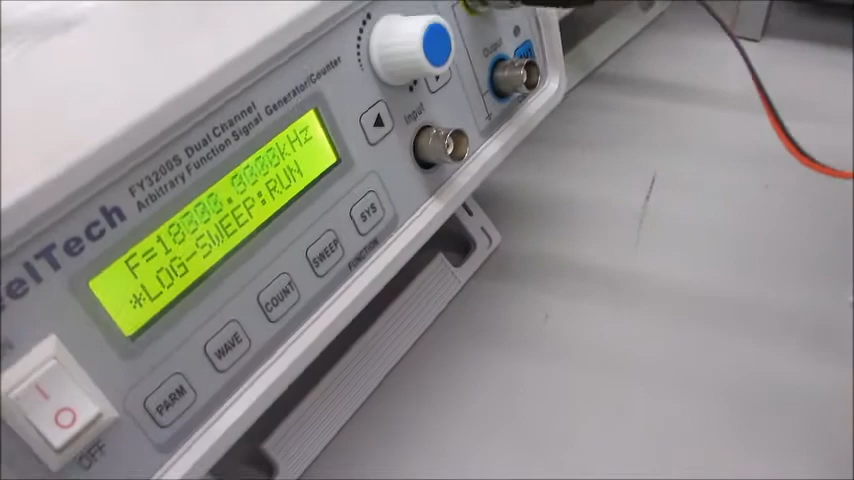 FY3200S Dual Channel
Arbitrary/Function Signal Generator/Counter
eelTech
F=18000.0000kHz
*LOG-SWEEP:RUN
Input
Output
PARM
WAVE
COUNT
SWEEP
SYS
FUNCTION
OFF